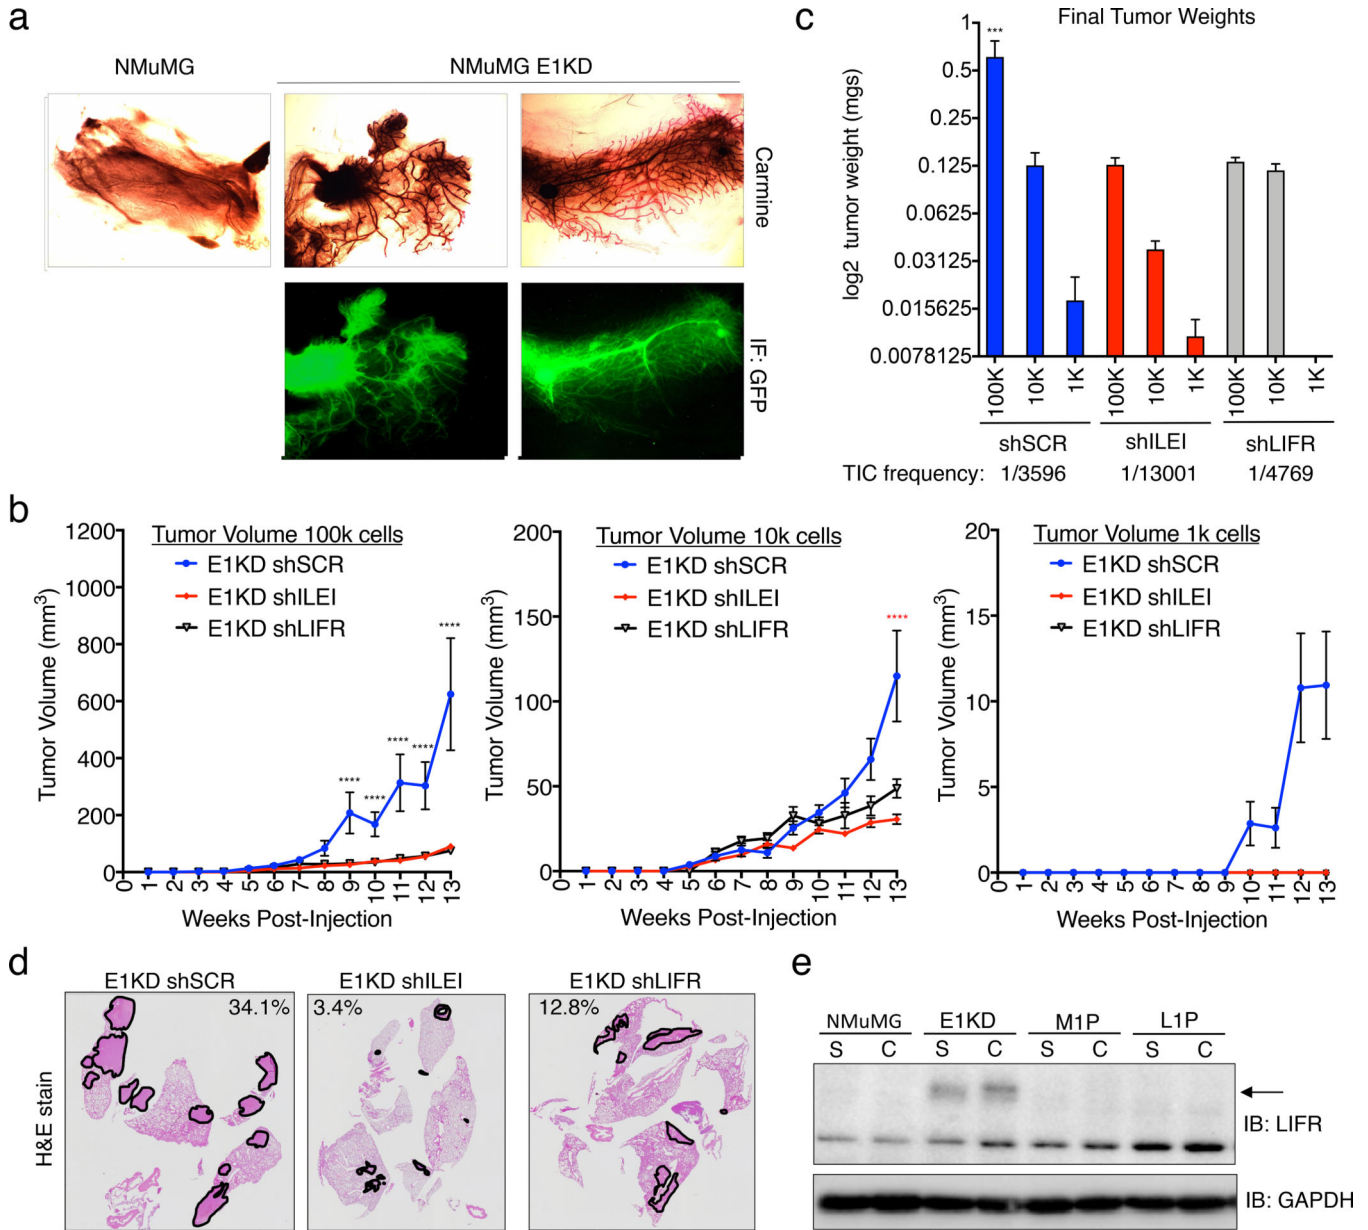 a
NMuMG
NMuMG E1KD
Carmine
IF: GFP
c
Final Tumor Weights
log2 tumor weight (mgs)
1
0.5
0.25
0.125
0.0625
0.03125
0.015625
0.0078125
***
100K 10K 1K 100K 10K 1K 100K 10K 1K
shSCR shILEI shLIFR
TIC frequency: 1/3596 1/13001 1/4769
b
Tumor Volume 100k cells
E1KD shSCR
E1KD shILEI
E1KD shLIFR
Tumor Volume (mm³)
1200
1000
800
600
400
200
0
**** **** **** **** ****
0 1 2 3 4 5 6 7 8 9 10 11 12 13
Weeks Post-Injection
Tumor Volume 10k cells
E1KD shSCR
E1KD shILEI
E1KD shLIFR
Tumor Volume (mm³)
200
150
100
50
0
****
0 1 2 3 4 5 6 7 8 9 10 11 12 13
Weeks Post-Injection
Tumor Volume 1k cells
E1KD shSCR
E1KD shILEI
E1KD shLIFR
Tumor Volume (mm³)
20
15
10
5
0
0 1 2 3 4 5 6 7 8 9 10 11 12 13
Weeks Post-Injection
d
E1KD shSCR E1KD shILEI E1KD shLIFR
34.1% 3.4% 12.8%
H&E stain
e
NMuMG E1KD M1P L1P
S C S C S C S C
IB: LIFR
IB: GAPDH